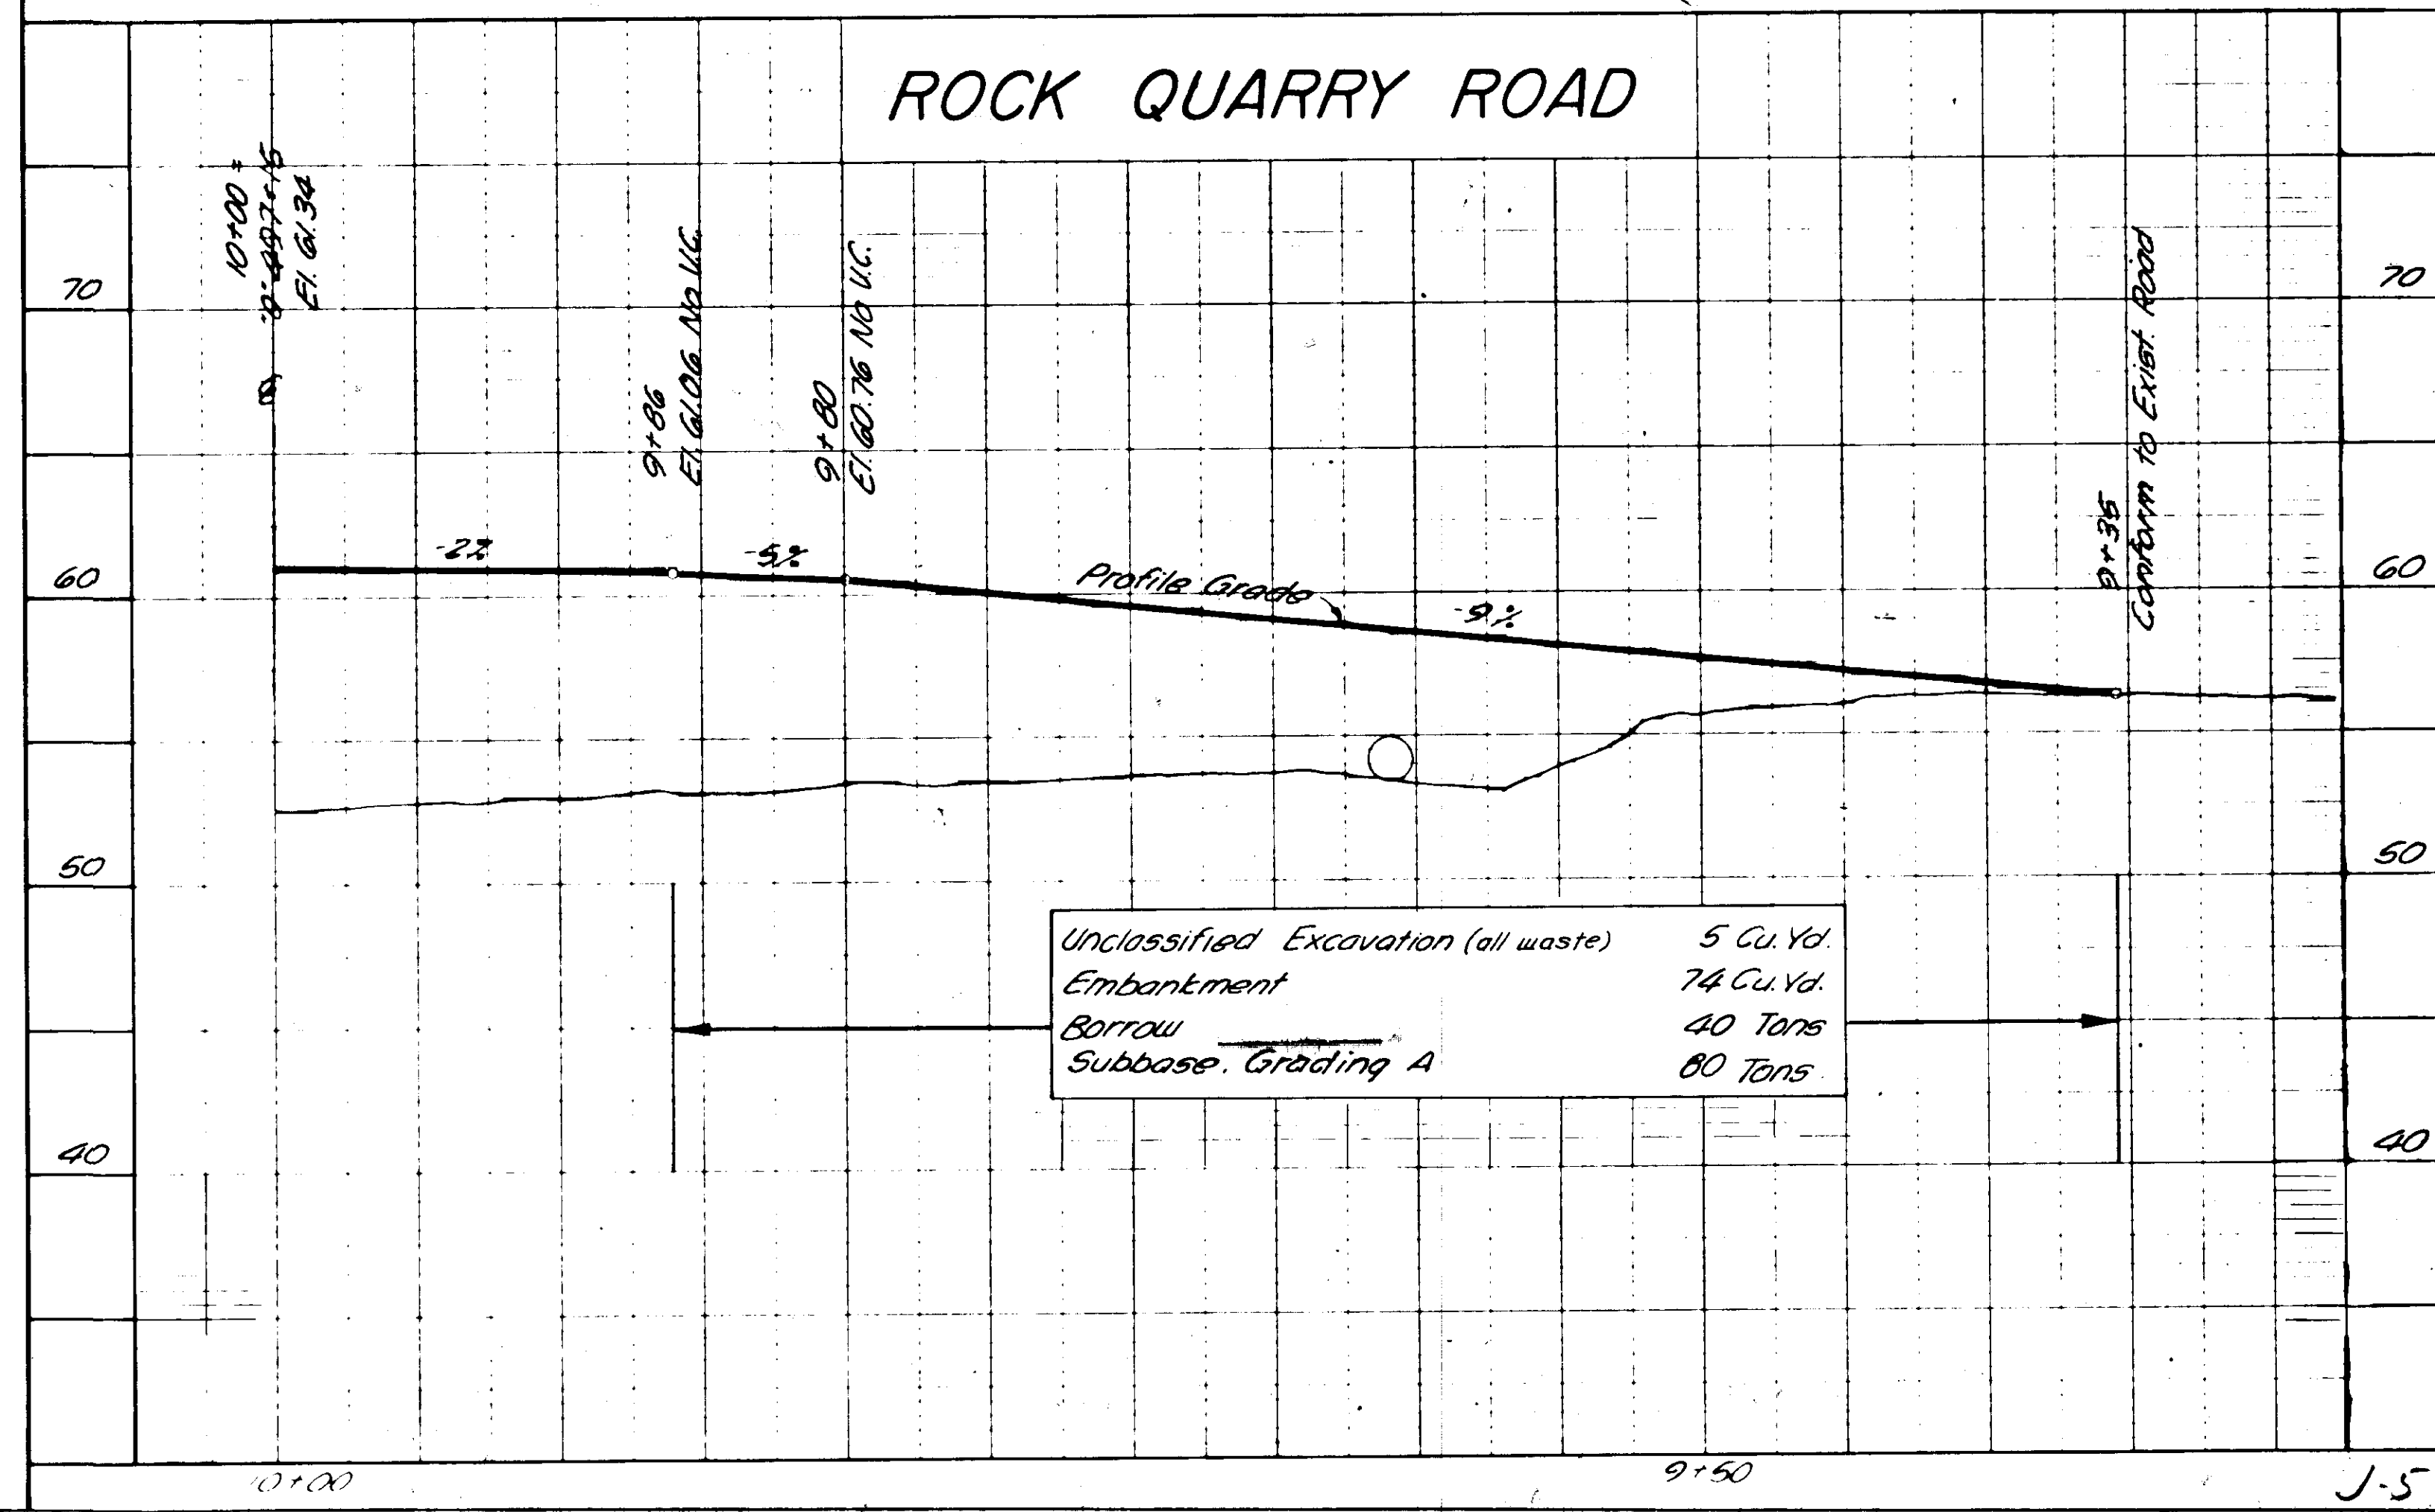 ROCK QUARRY ROAD
10+00 =
El. 61.34
9+86
El. 61.06 No V.C.
9+80
El. 60.76 No V.C.
9+35
Conform to Exist. Road
70
70
-2%
-5%
Profile Grade
-9%
60
60
50
50
Unclassified Excavation (all waste) 5 Cu. Yd.
Embankment 74 Cu. Yd.
Borrow 40 Tons
Subbase. Grading A 80 Tons
40
40
10+00
9+50
J-5